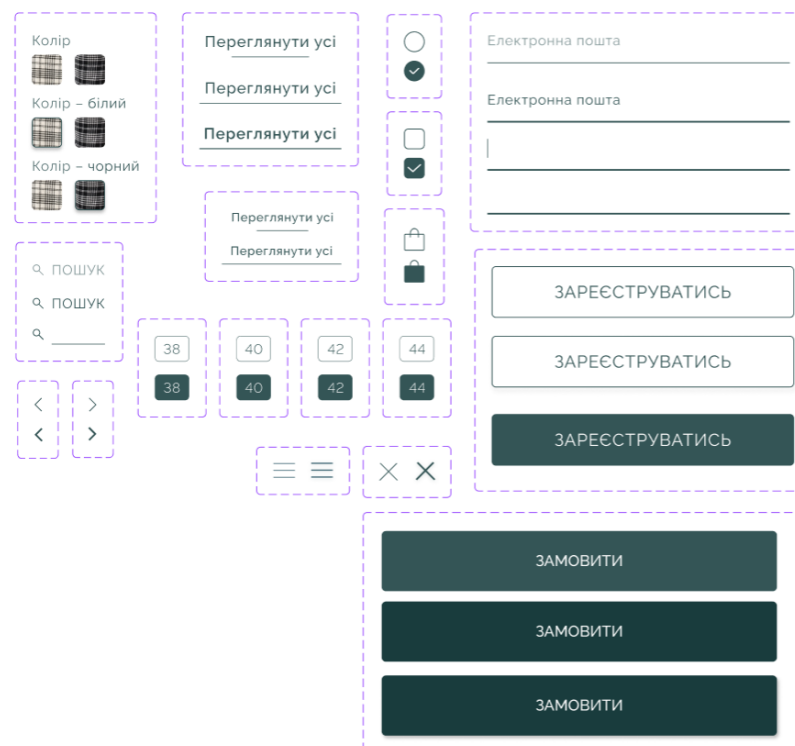 Колір
Колір – білий
Колір – чорний
Переглянути усі
Переглянути усі
Переглянути усі
Електронна пошта
Електронна пошта
Переглянути усі
Переглянути усі
ПОШУК
ПОШУК
ЗАРЕЄСТРУВАТИСЬ
ЗАРЕЄСТРУВАТИСЬ
ЗАРЕЄСТРУВАТИСЬ
38 40 42 44
38 40 42 44
ЗАМОВИТИ
ЗАМОВИТИ
ЗАМОВИТИ